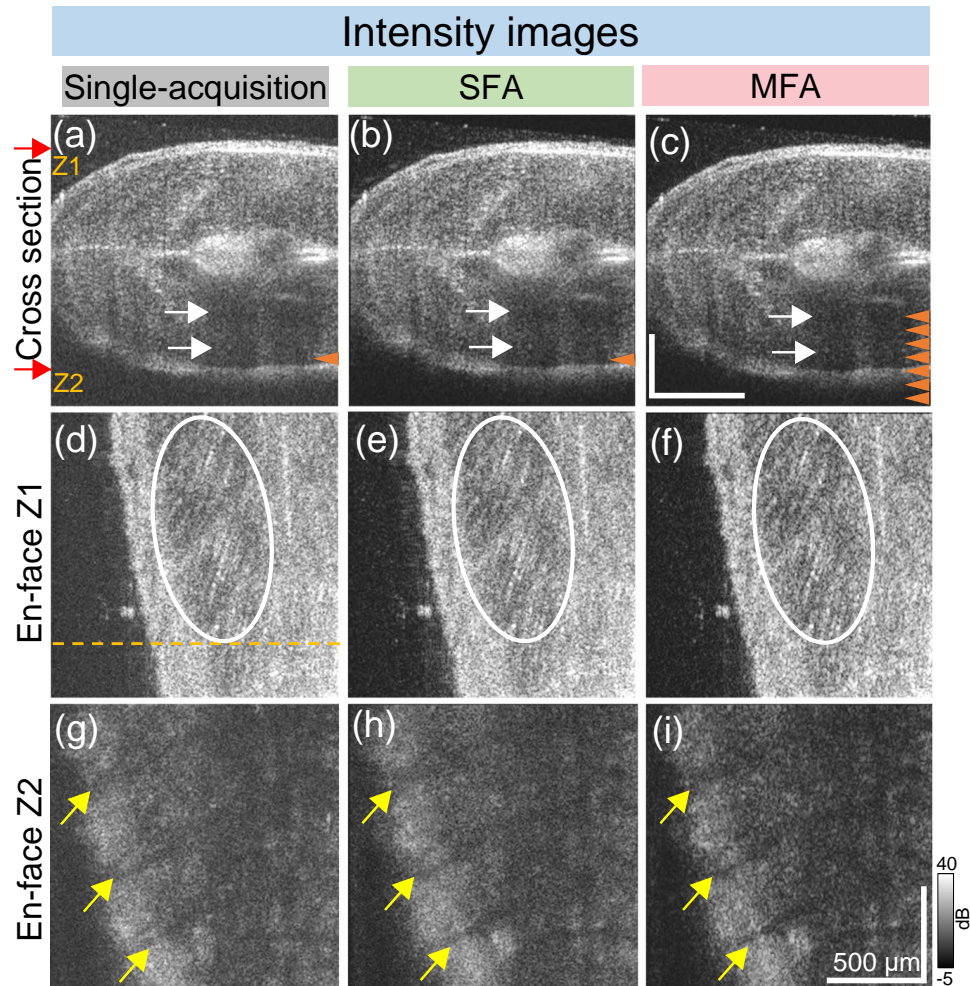 Intensity images
Single-acquisition
SFA
MFA
Cross section
(a)
(b)
(c)
Z1
Z2
En-face Z1
(d)
(e)
(f)
En-face Z2
(g)
(h)
(i)
500 μm
40
dB
-5